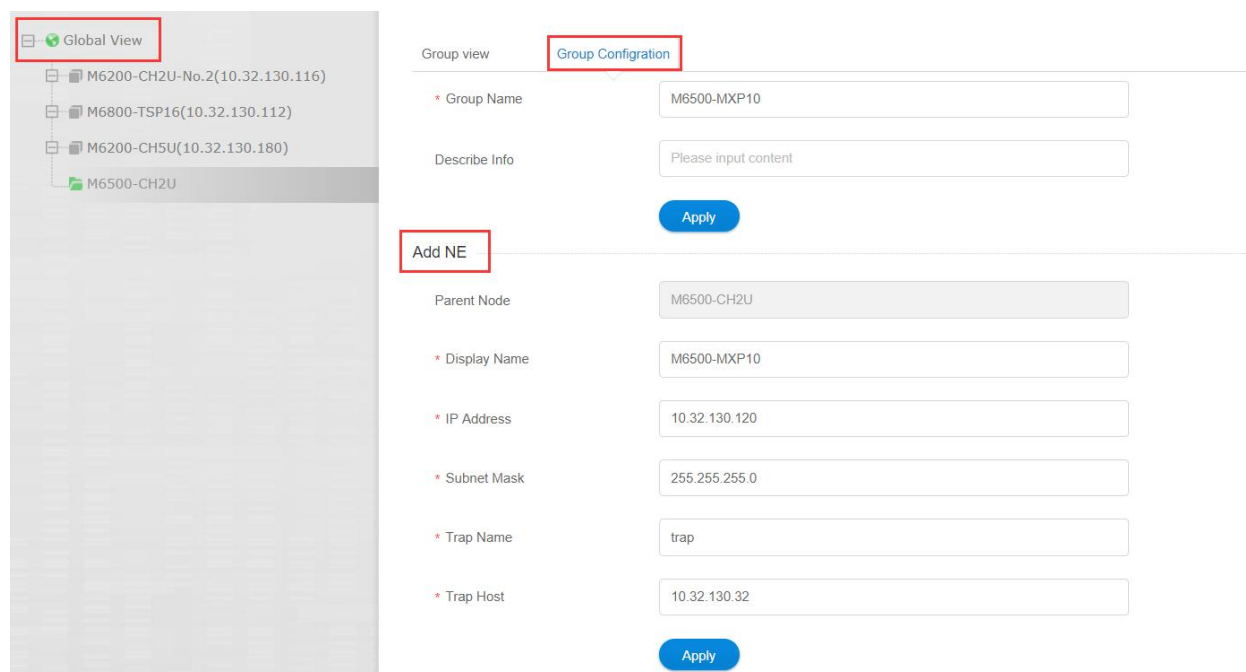 Global View
M6200-CH2U-No.2(10.32.130.116)
M6800-TSP16(10.32.130.112)
M6200-CH5U(10.32.130.180)
M6500-CH2U
Group view Group Configration
* Group Name M6500-MXP10
Describe Info Please input content
Apply
Add NE
Parent Node M6500-CH2U
* Display Name M6500-MXP10
* IP Address 10.32.130.120
* Subnet Mask 255.255.255.0
* Trap Name trap
* Trap Host 10.32.130.32
Apply